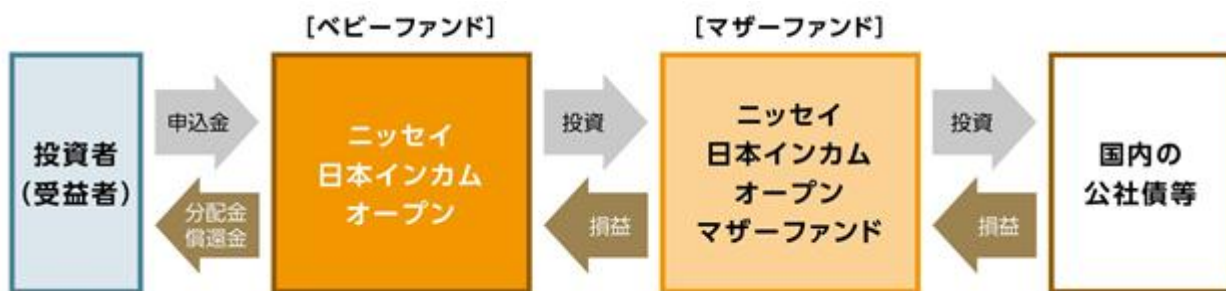 [ベビーファンド]
[マザーファンド]
投資者
(受益者)
申込金
分配金
償還金
ニッセイ
日本インカム
オープン
投資
損益
ニッセイ
日本インカム
オープン
マザーファンド
投資
損益
国内の
公社債等